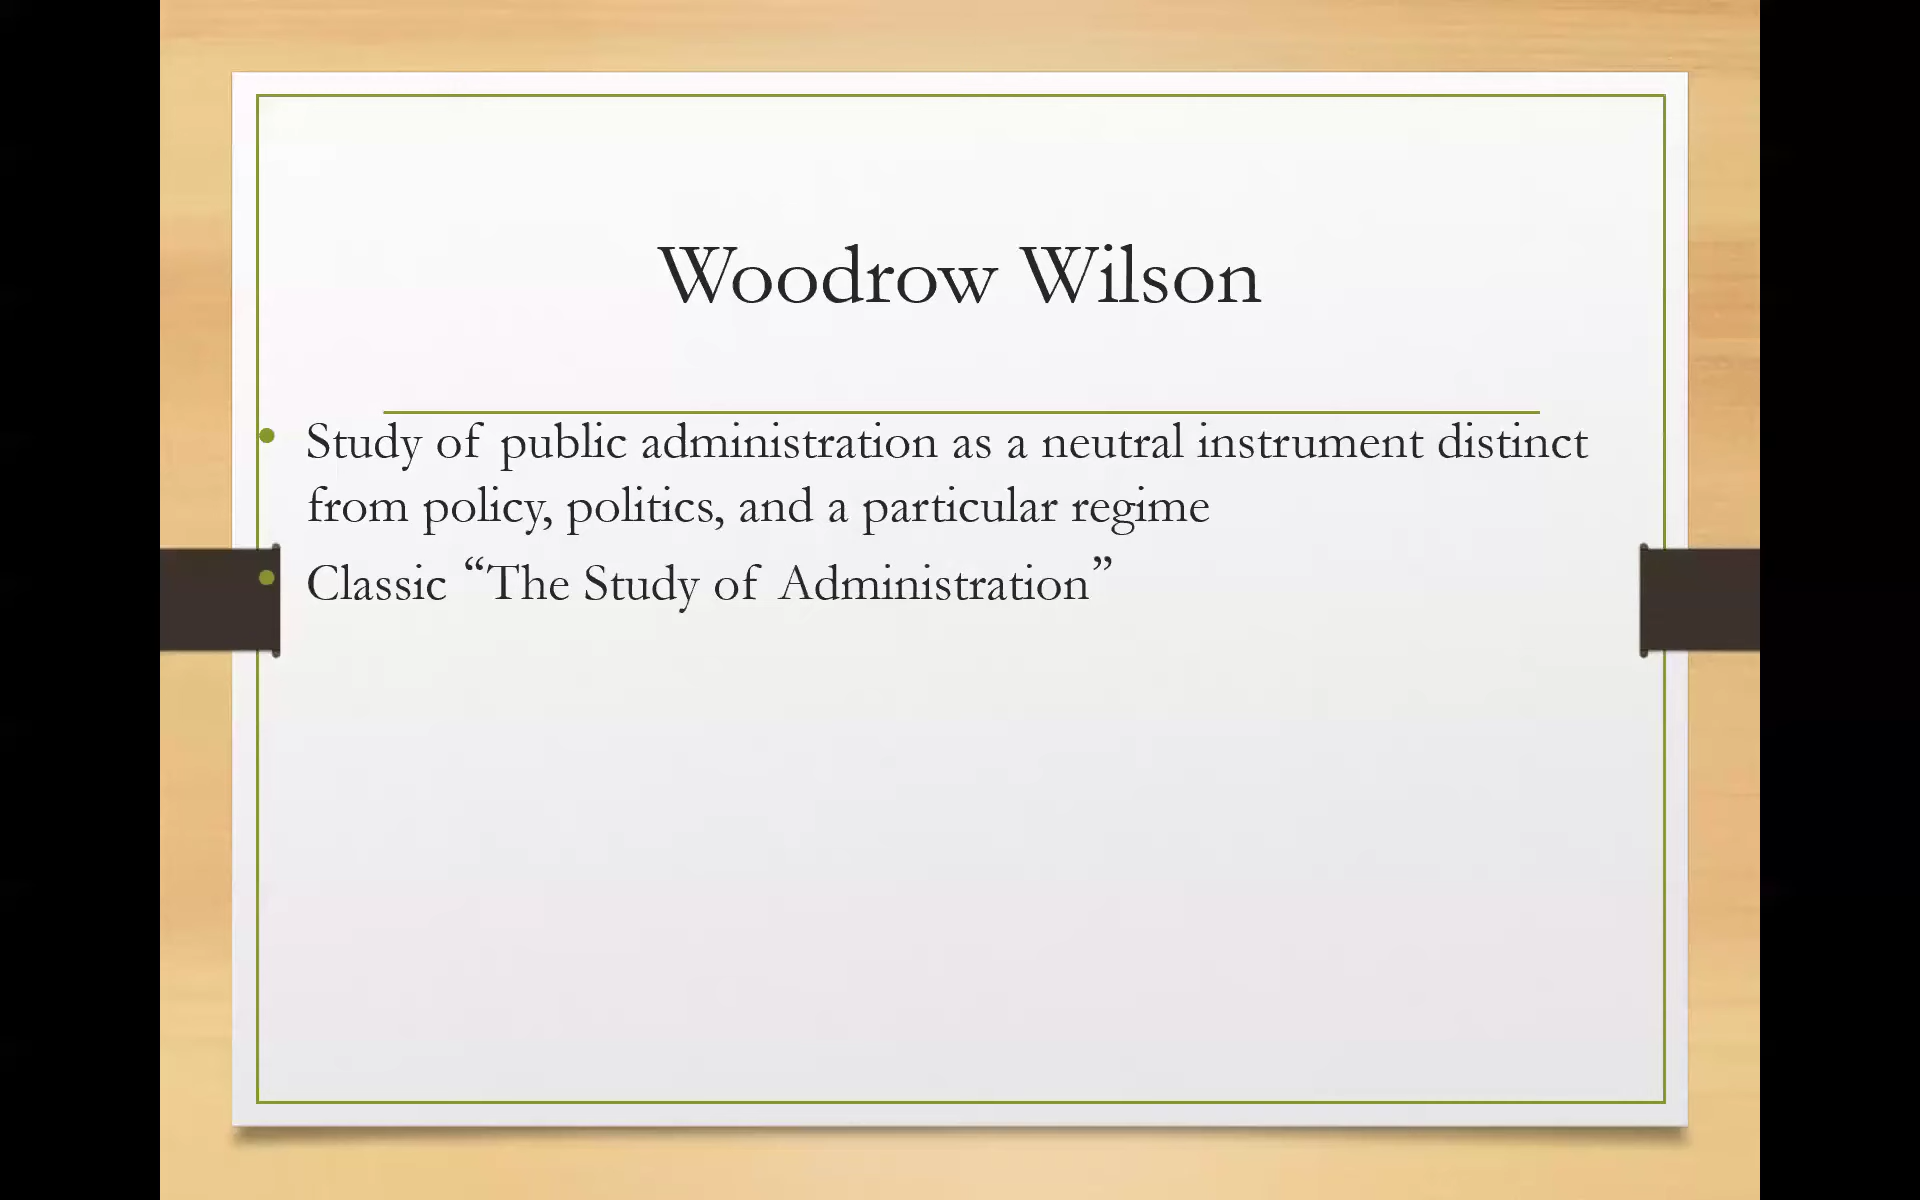 Woodrow Wilson
• Study of public administration as a neutral instrument distinct
from policy, politics, and a particular regime
• Classic “The Study of Administration”